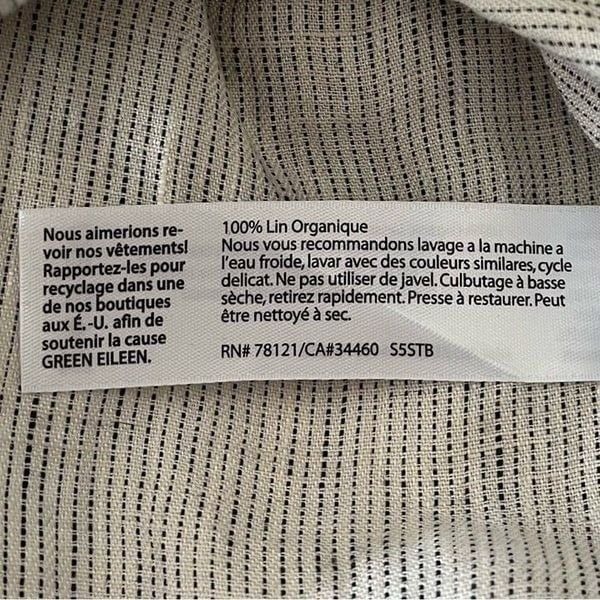 Nous aimerions re-
voir nos vêtements!
Rapportez-les pour
recyclage dans une
de nos boutiques
aux É.-U. afin de
soutenir la cause
GREEN EILEEN.
100% Lin Organique
Nous vous recommandons lavage a la machine a
l'eau froide, lavar avec des couleurs similares, cycle
delicat. Ne pas utiliser de javel. Culbutage à basse
sèche, retirez rapidement. Presse à restaurer. Peut
être nettoyé à sec.
RN# 78121/CA#34460 S5STB